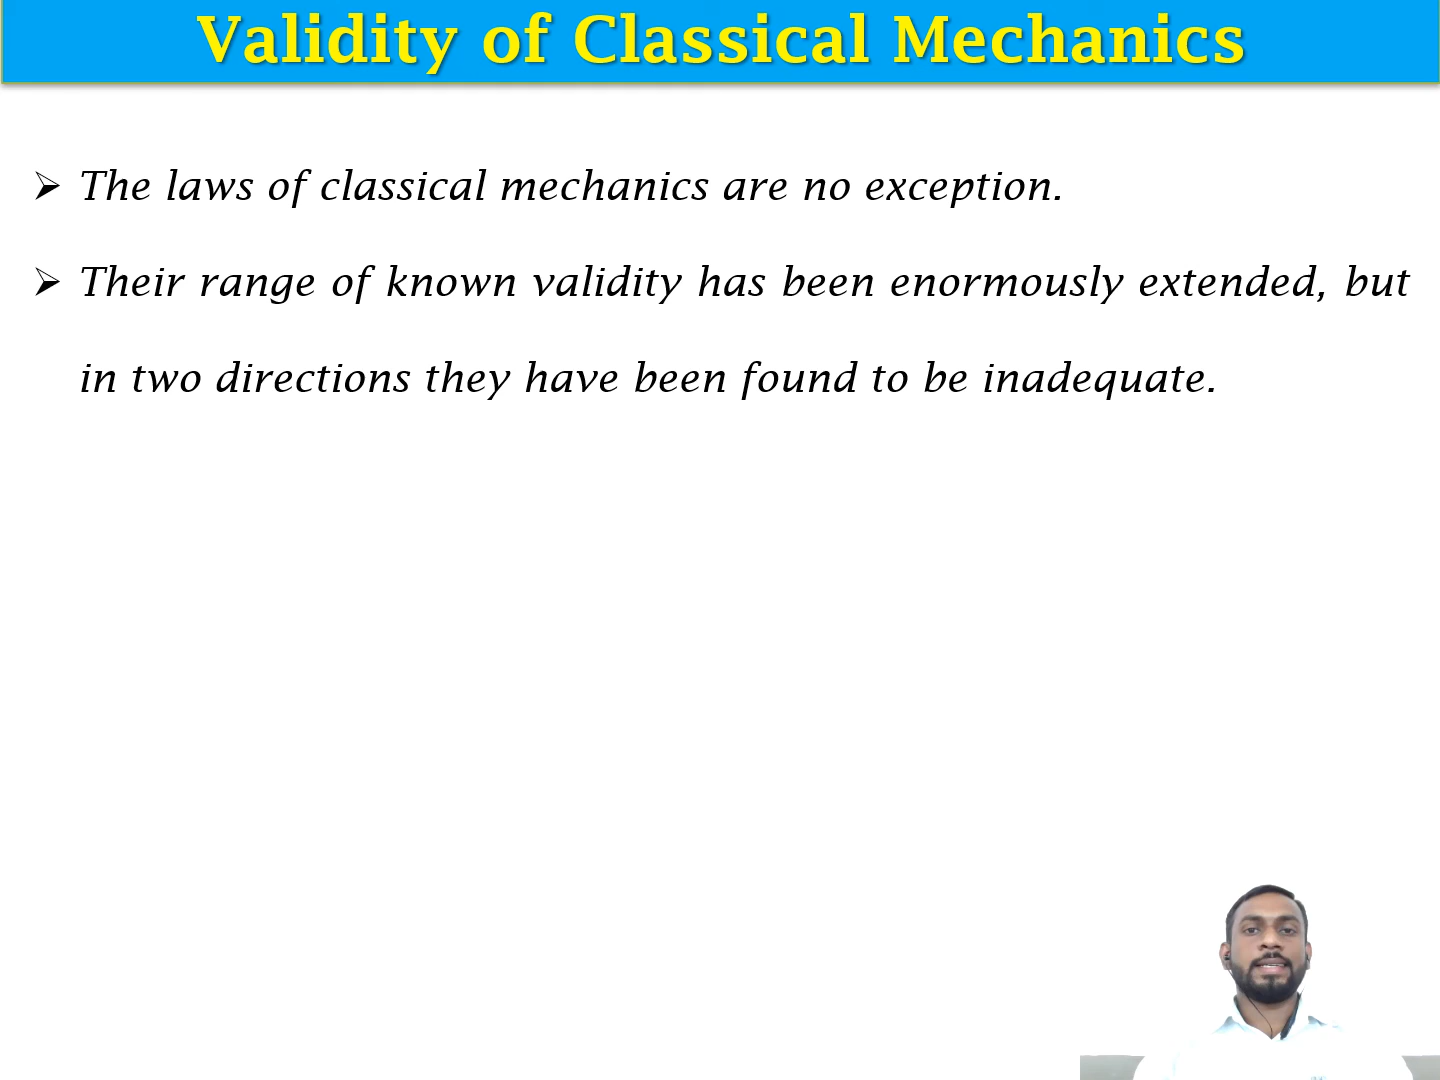 Validity of Classical Mechanics
➢ The laws of classical mechanics are no exception.
➢ Their range of known validity has been enormously extended, but
in two directions they have been found to be inadequate.